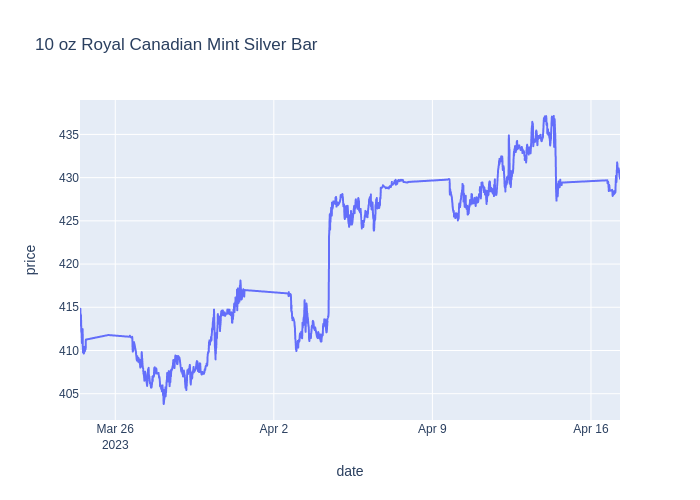 10 oz Royal Canadian Mint Silver Bar
435
430
425
420
415
410
405
price
Mar 26
2023
Apr 2
Apr 9
Apr 16
date